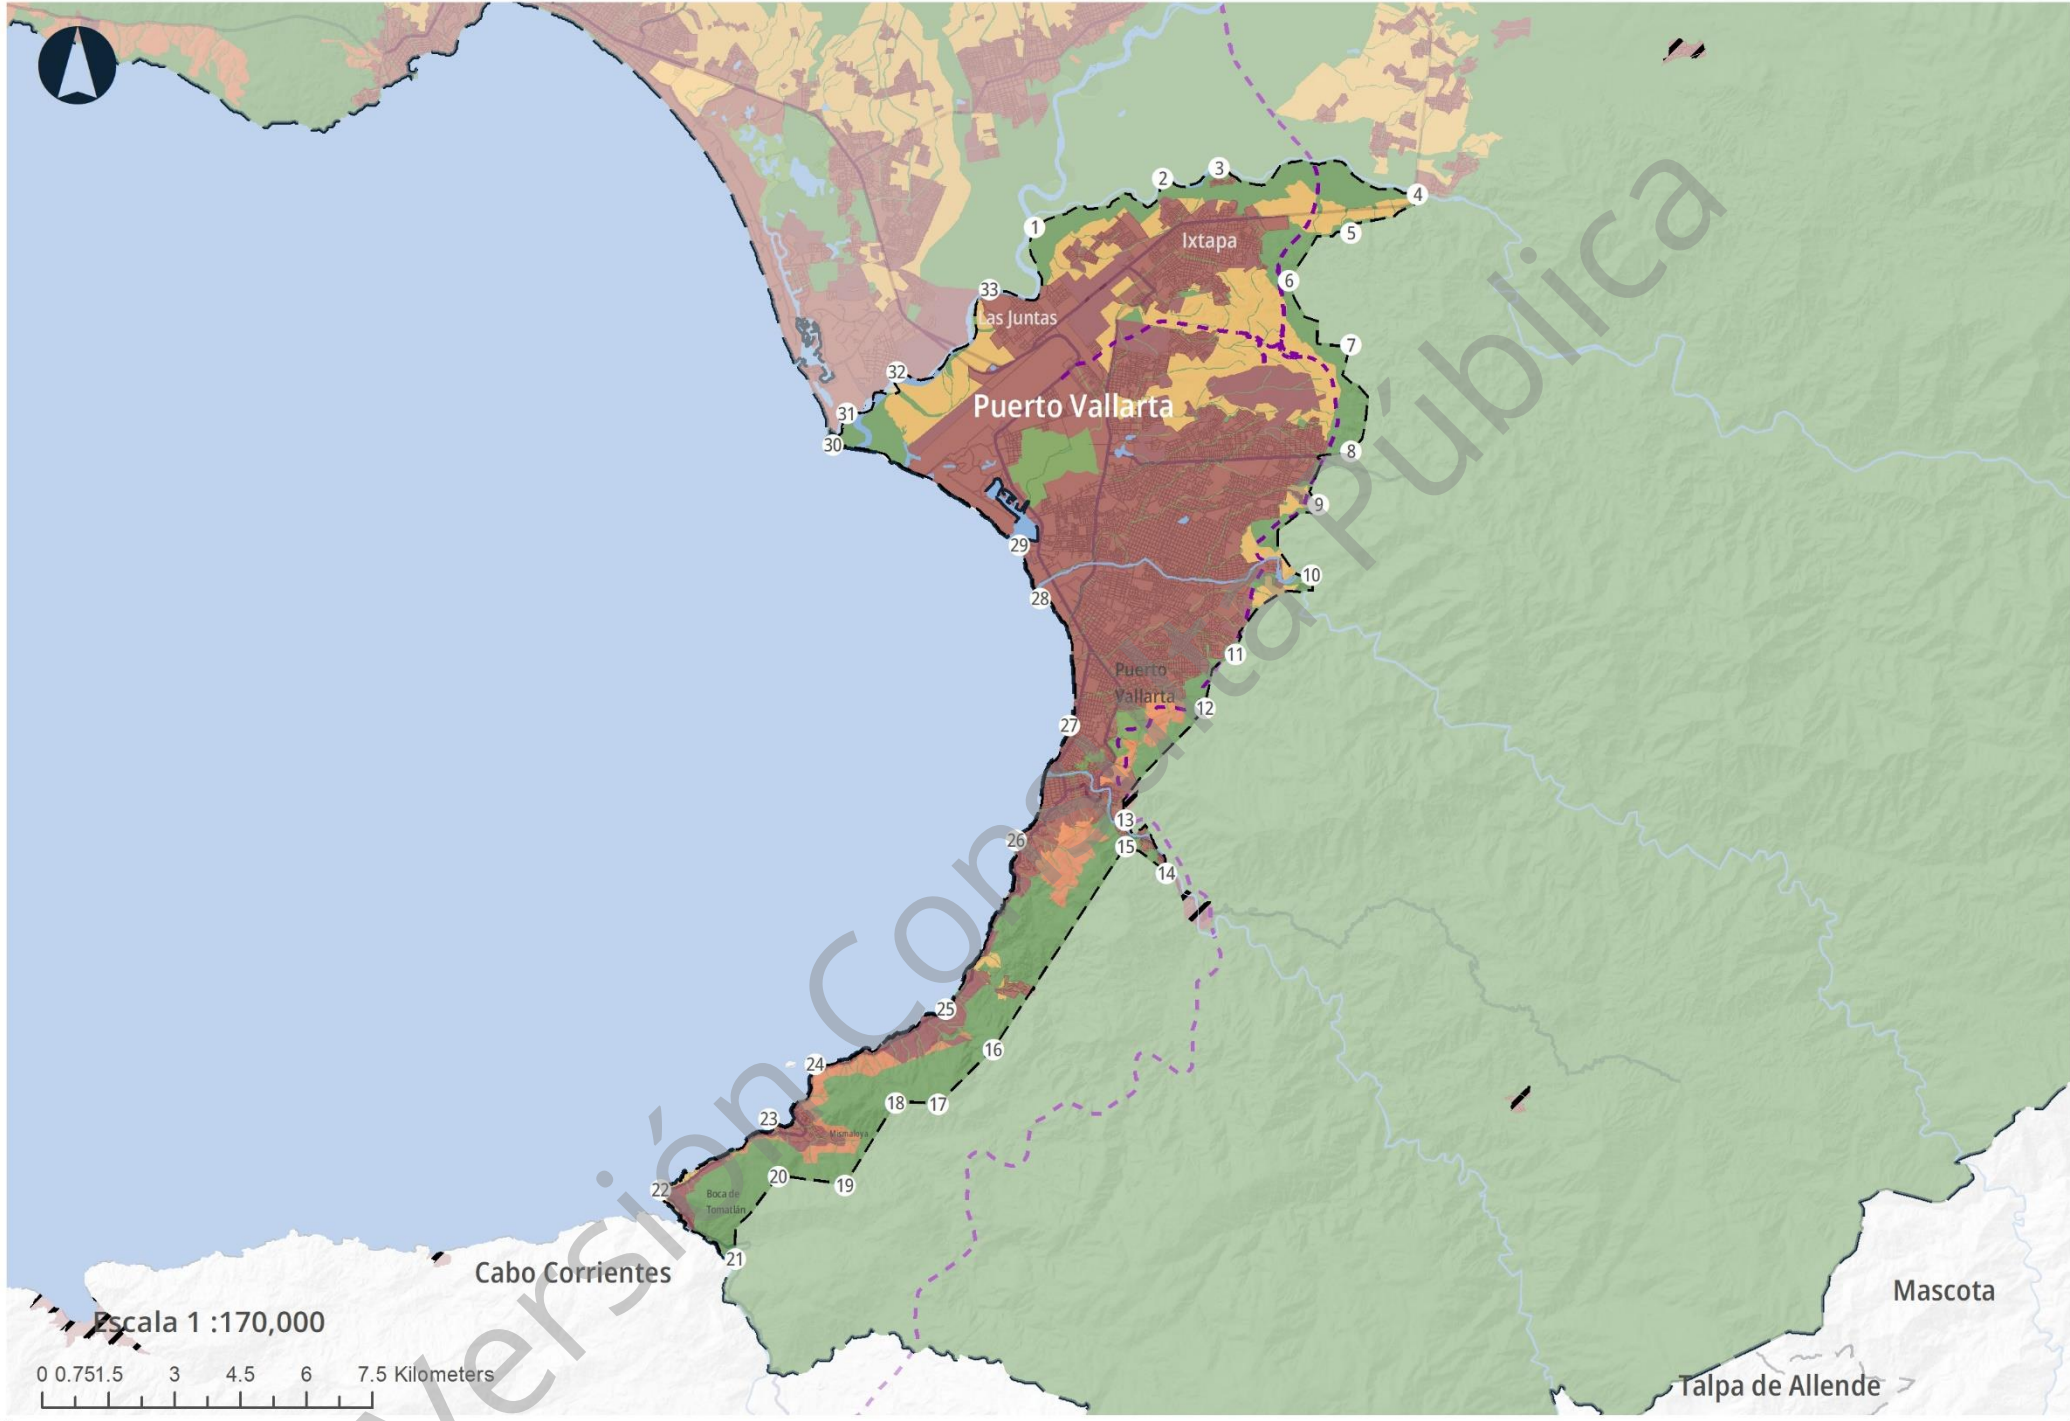 3
2
4
1
5
Ixtapa
6
33
Las Juntas
7
32
Puerto Vallarta
31
30
8
9
29
10
28
11
Puerto
Vallarta
12
27
13
26
15
14
25
16
24
18
17
23
Mismaloya
20
19
22
Boca de
Tomatlán
21
Cabo Corrientes
Mascota
Escala 1 :170,000
0 0.751.5 3 4.5 6 7.5 Kilometers
Talpa de Allende
Versión Consulta Pública